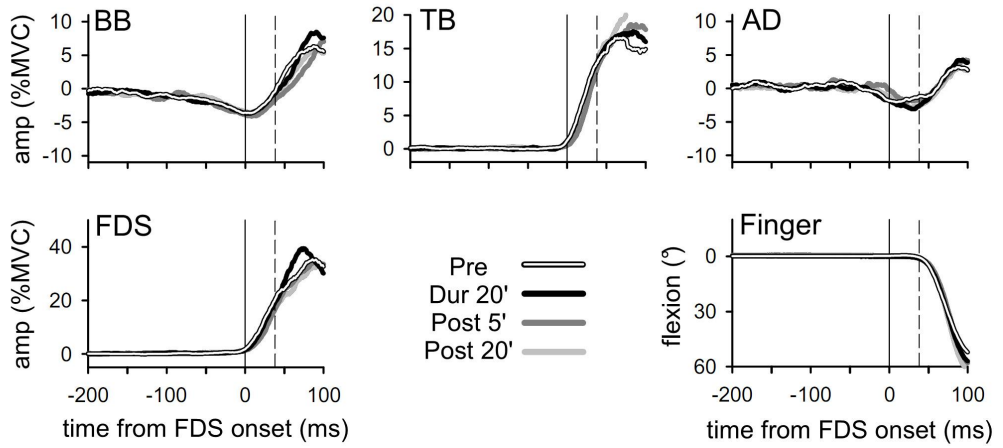 BB
amp (%MVC)
10
5
0
-5
-10
TB
20
15
10
5
0
AD
10
5
0
-5
-10
FDS
amp (%MVC)
40
20
0
-200 -100 0 100
time from FDS onset (ms)
Pre
Dur 20'
Post 5'
Post 20'
Finger
flexion (°)
0
30
60
-200 -100 0 100
time from FDS onset (ms)